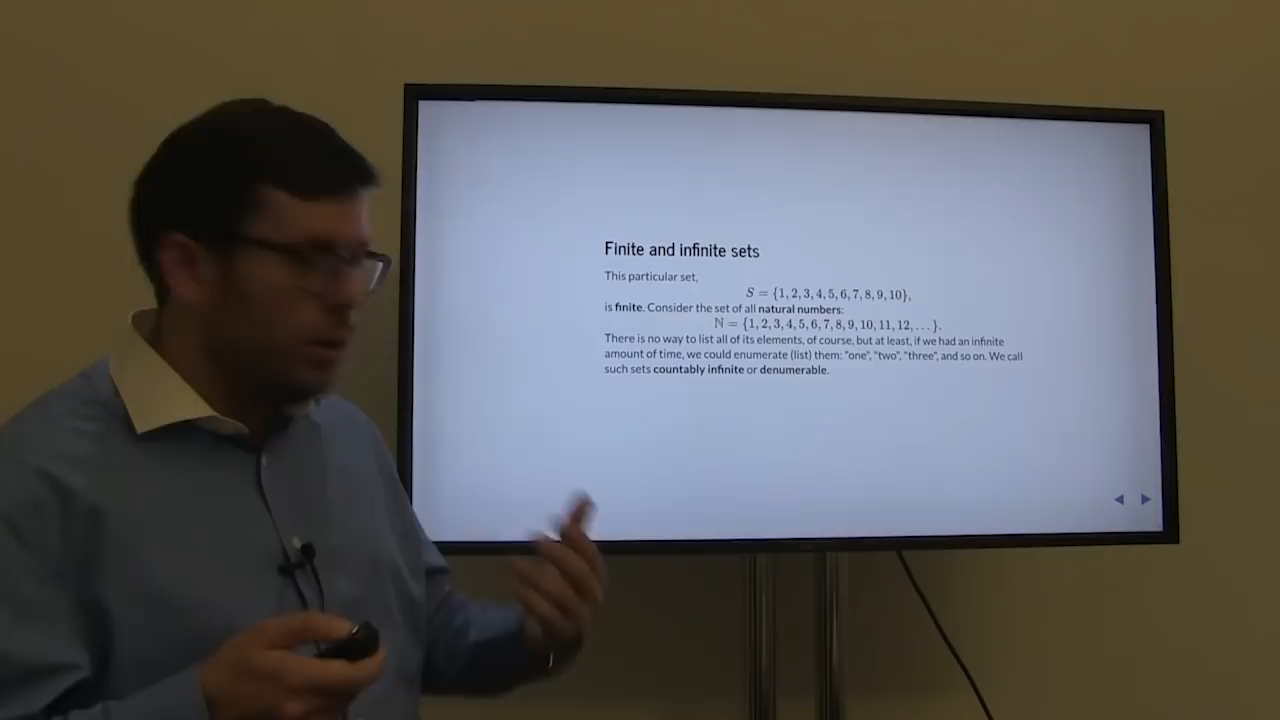 Finite and infinite sets
This particular set,
S = {1, 2, 3, 4, 5, 6, 7, 8, 9, 10},
is finite. Consider the set of all natural numbers:
ℕ = {1, 2, 3, 4, 5, 6, 7, 8, 9, 10, 11, 12, . . . }.
There is no way to list all of its elements, of course, but at least, if we had an infinite
amount of time, we could enumerate (list) them: "one", "two", "three", and so on. We call
such sets countably infinite or denumerable.